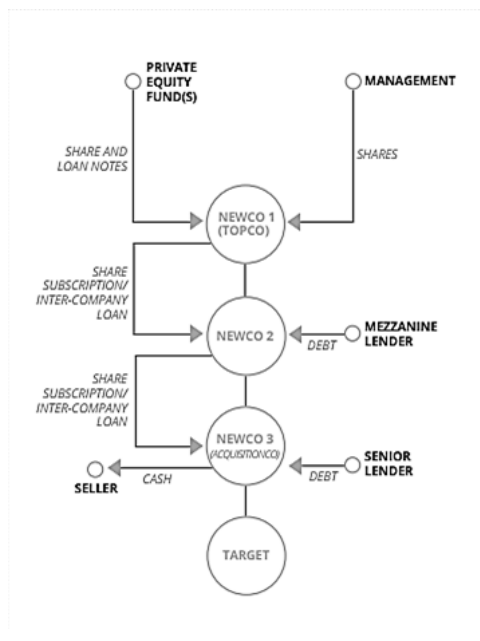 PRIVATE
EQUITY
FUND(S)
MANAGEMENT
SHARE AND
LOAN NOTES
SHARES
NEWCO 1
(TOPCO)
SHARE
SUBSCRIPTION/
INTER-COMPANY
LOAN
NEWCO 2
MEZZANINE
LENDER
DEBT
SHARE
SUBSCRIPTION/
INTER-COMPANY
LOAN
NEWCO 3
(ACQUISITIONCO)
SENIOR
LENDER
DEBT
SELLER
CASH
TARGET